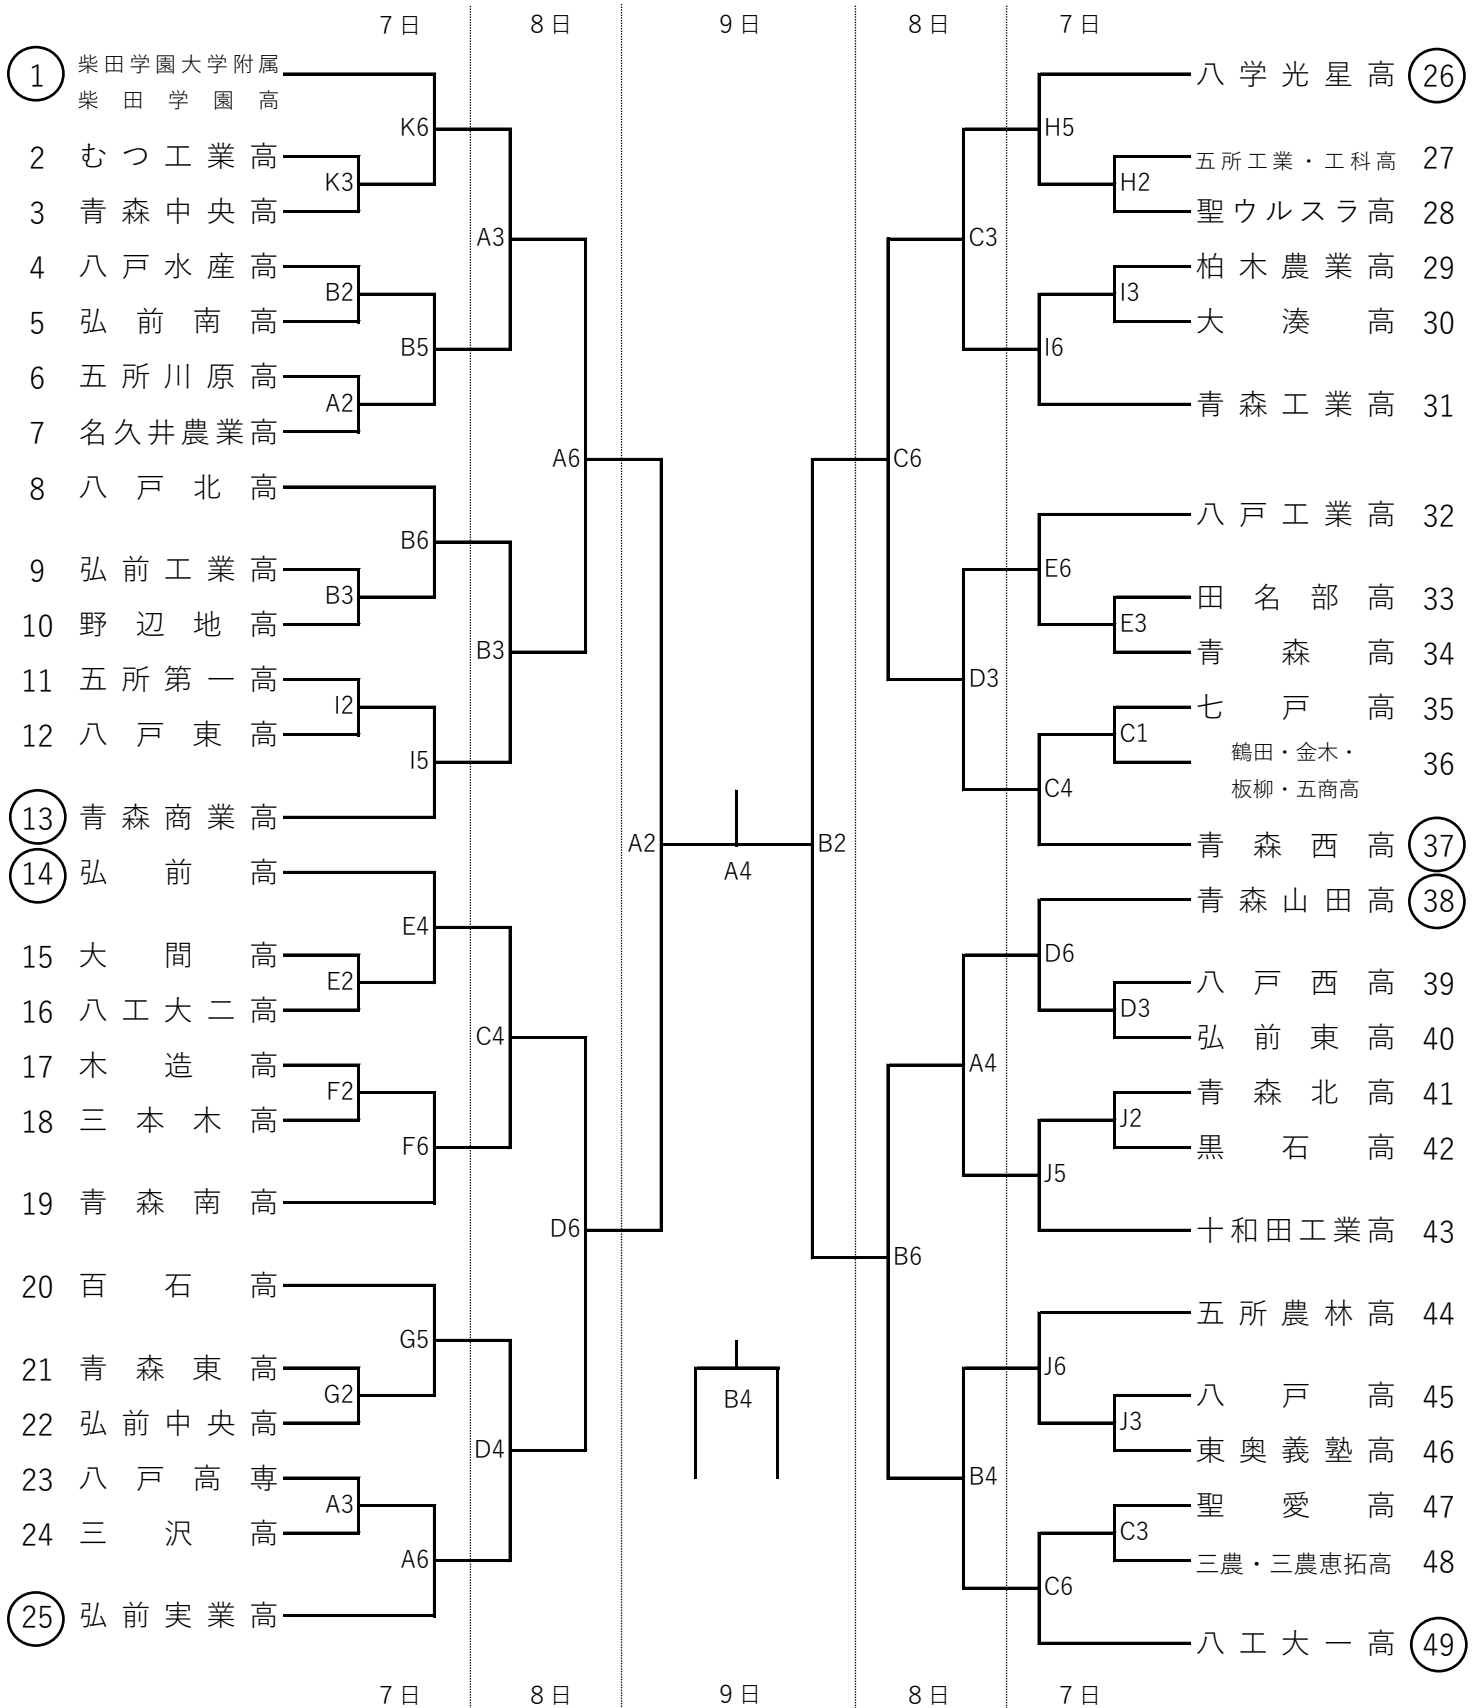 7日 8日 9日 8日 7日
1 柴田学園大学附属
柴田学園高
K6
2 むつ工業高
K3
3 青森中央高
A3
4 八戸水産高
B2
5 弘前南高
B5
6 五所川原高
A2
7 名久井農業高
A6
8 八戸北高
B6
9 弘前工業高
B3
10 野辺地高
B3
11 五所第一高
I2
12 八戸東高
I5
13 青森商業高
A2
14 弘前高
E4
15 大間高
E2
16 八工大二高
C4
17 木造高
F2
18 三本木高
F6
19 青森南高
D6
20 百石高
G5
21 青森東高
G2
22 弘前中央高
D4
23 八戸高専
A3
24 三沢高
A6
25 弘前実業高
A4
B4
八学光星高 26
H5
五所工業・工科高 27
H2
聖ウルスラ高 28
C3
柏木農業高 29
I3
大湊高 30
I6
青森工業高 31
C6
八戸工業高 32
E6
田名部高 33
E3
青森高 34
D3
七戸高 35
C1
鶴田・金木・
板柳・五商高 36
C4
青森西高 37
B2
青森山田高 38
D6
八戸西高 39
D3
弘前東高 40
A4
青森北高 41
J2
黒石高 42
J5
十和田工業高 43
B6
五所農林高 44
J6
八戸高 45
J3
東奥義塾高 46
B4
聖愛高 47
C3
三農・三農恵拓高 48
C6
八工大一高 49
7日 8日 9日 8日 7日